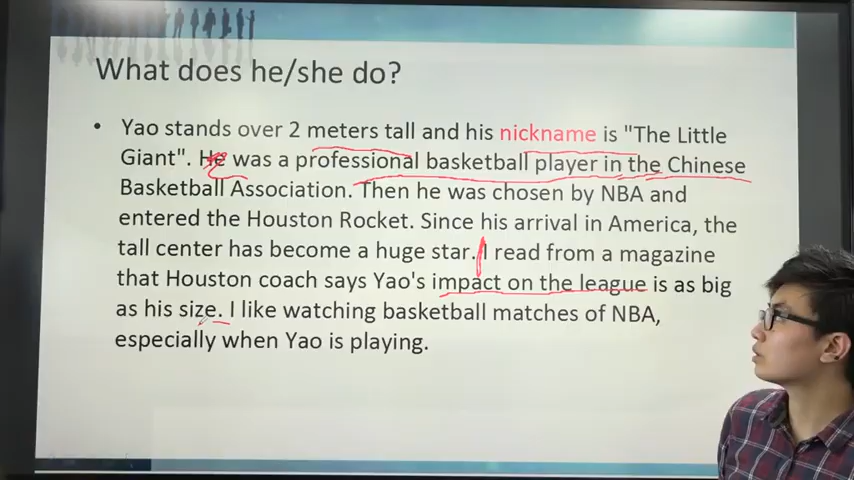 What does he/she do?
• Yao stands over 2 meters tall and his nickname is "The Little
Giant". He was a professional basketball player in the Chinese
Basketball Association. Then he was chosen by NBA and
entered the Houston Rocket. Since his arrival in America, the
tall center has become a huge star. I read from a magazine
that Houston coach says Yao's impact on the league is as big
as his size. I like watching basketball matches of NBA,
especially when Yao is playing.